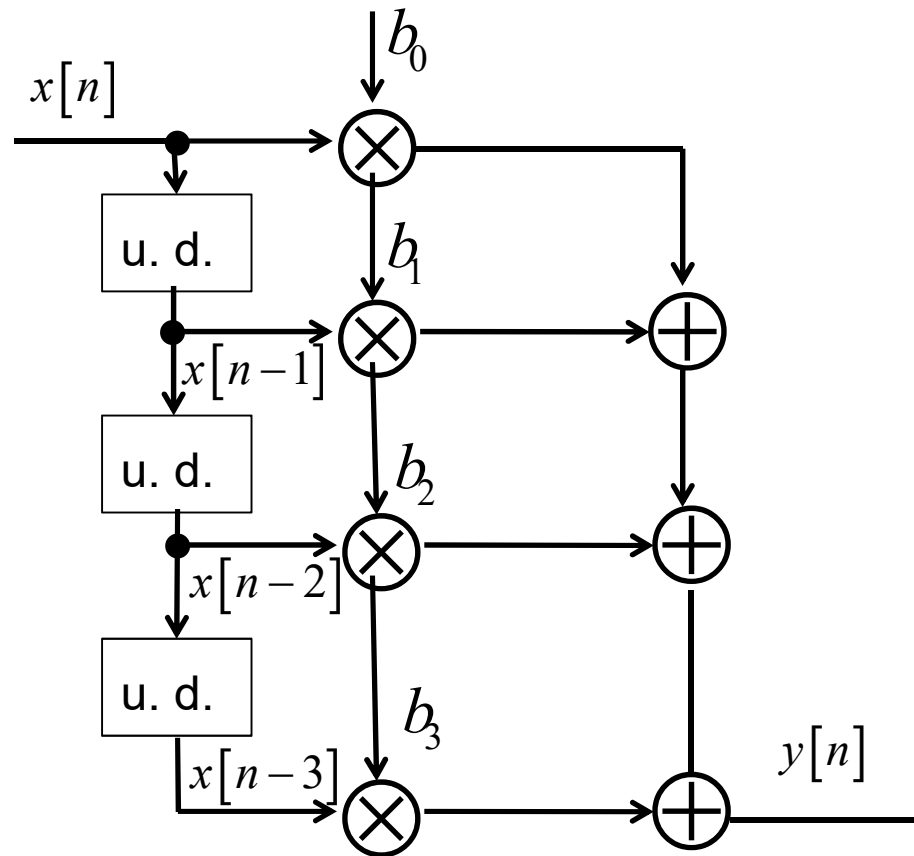 b₀
x[n]
u. d.
b₁
x[n−1]
u. d.
b₂
x[n−2]
u. d.
b₃
x[n−3]
y[n]